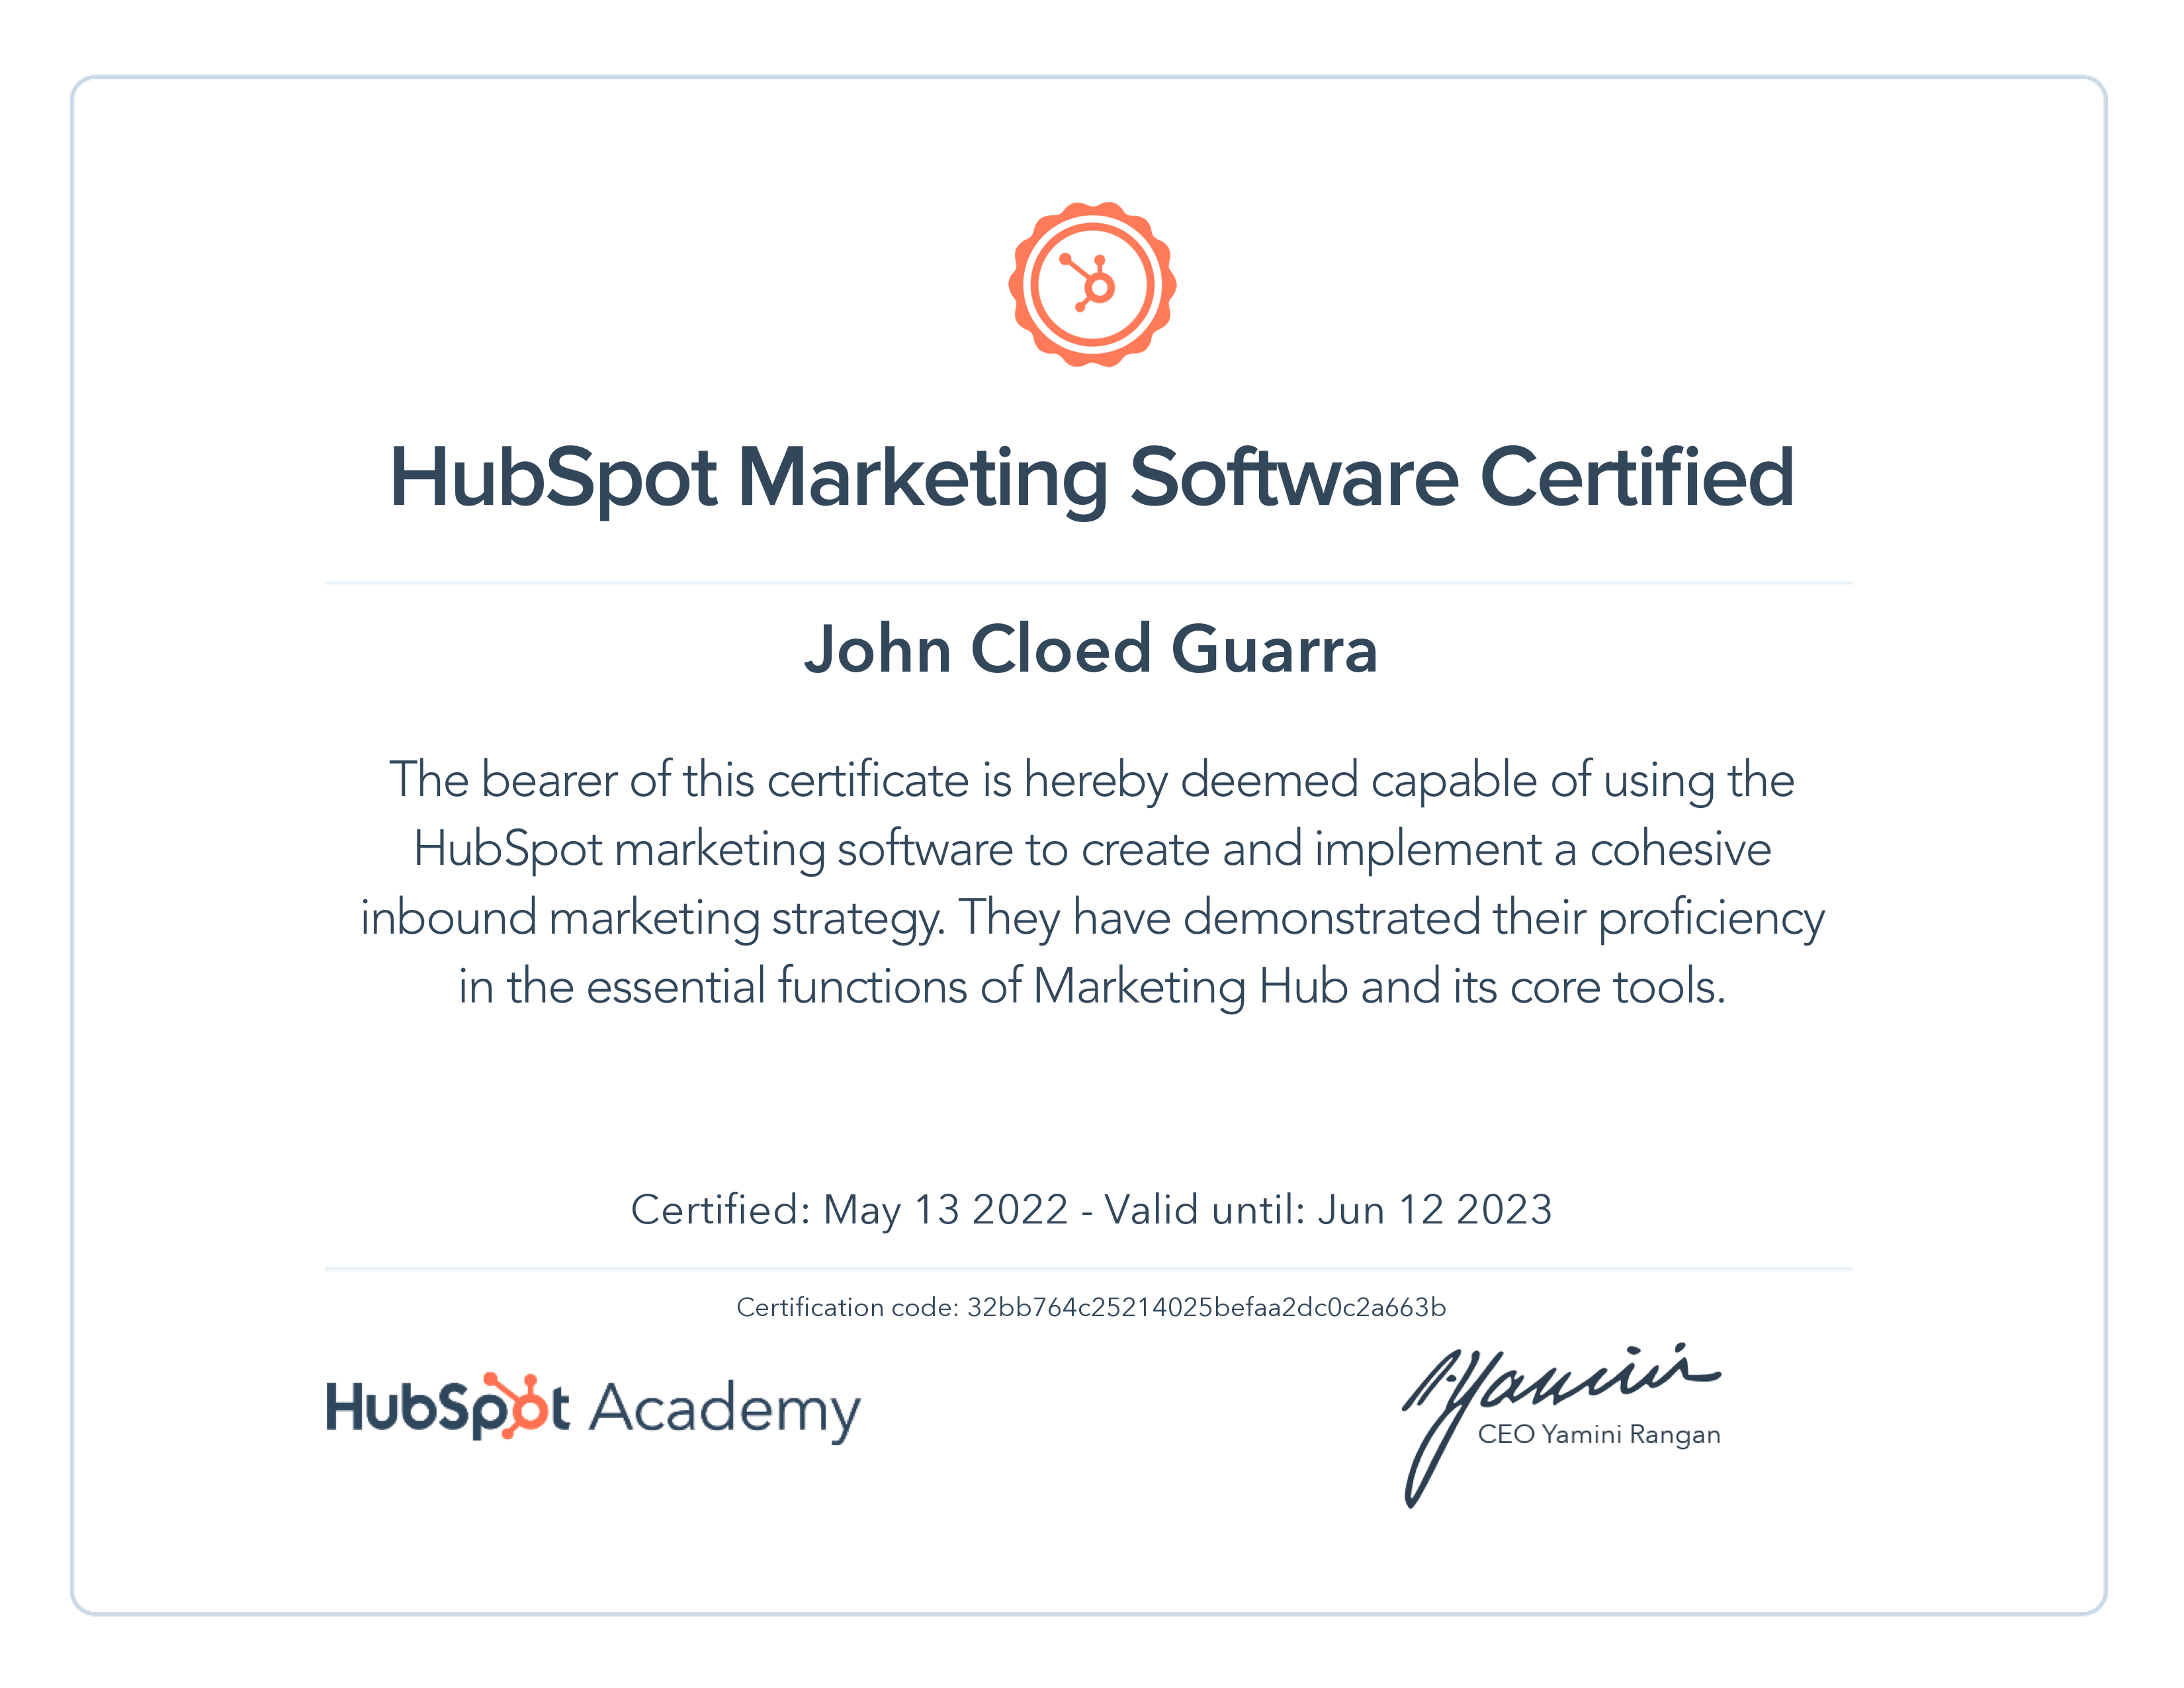 HubSpot Marketing Software Certified
John Cloed Guarra
The bearer of this certificate is hereby deemed capable of using the
HubSpot marketing software to create and implement a cohesive
inbound marketing strategy. They have demonstrated their proficiency
in the essential functions of Marketing Hub and its core tools.
Certified: May 13 2022 - Valid until: Jun 12 2023
Certification code: 32bb764c25214025befaa2dc0c2a663b
HubSpot Academy
Yamini
CEO Yamini Rangan